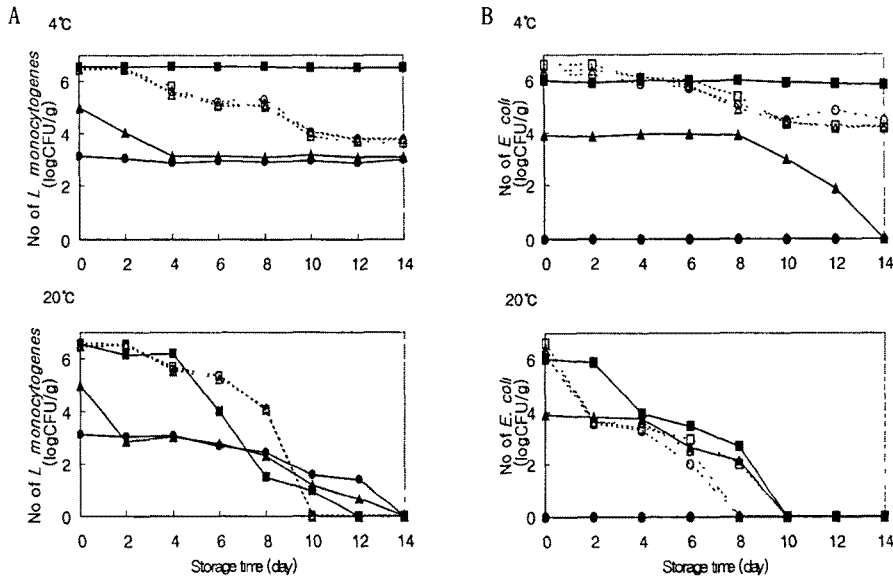 A
4℃
No of L monocytogenes
(logCFU/g)
6
4
2
0
0 2 4 6 8 10 12 14
20℃
No of L monocytogenes
(logCFU/g)
6
4
2
0
0 2 4 6 8 10 12 14
Storage time (day)
B
4℃
No of E coli
(logCFU/g)
6
4
2
0
0 2 4 6 8 10 12 14
20℃
No of E. coli
(logCFU/g)
6
4
2
0
0 2 4 6 8 10 12 14
Storage time (day)